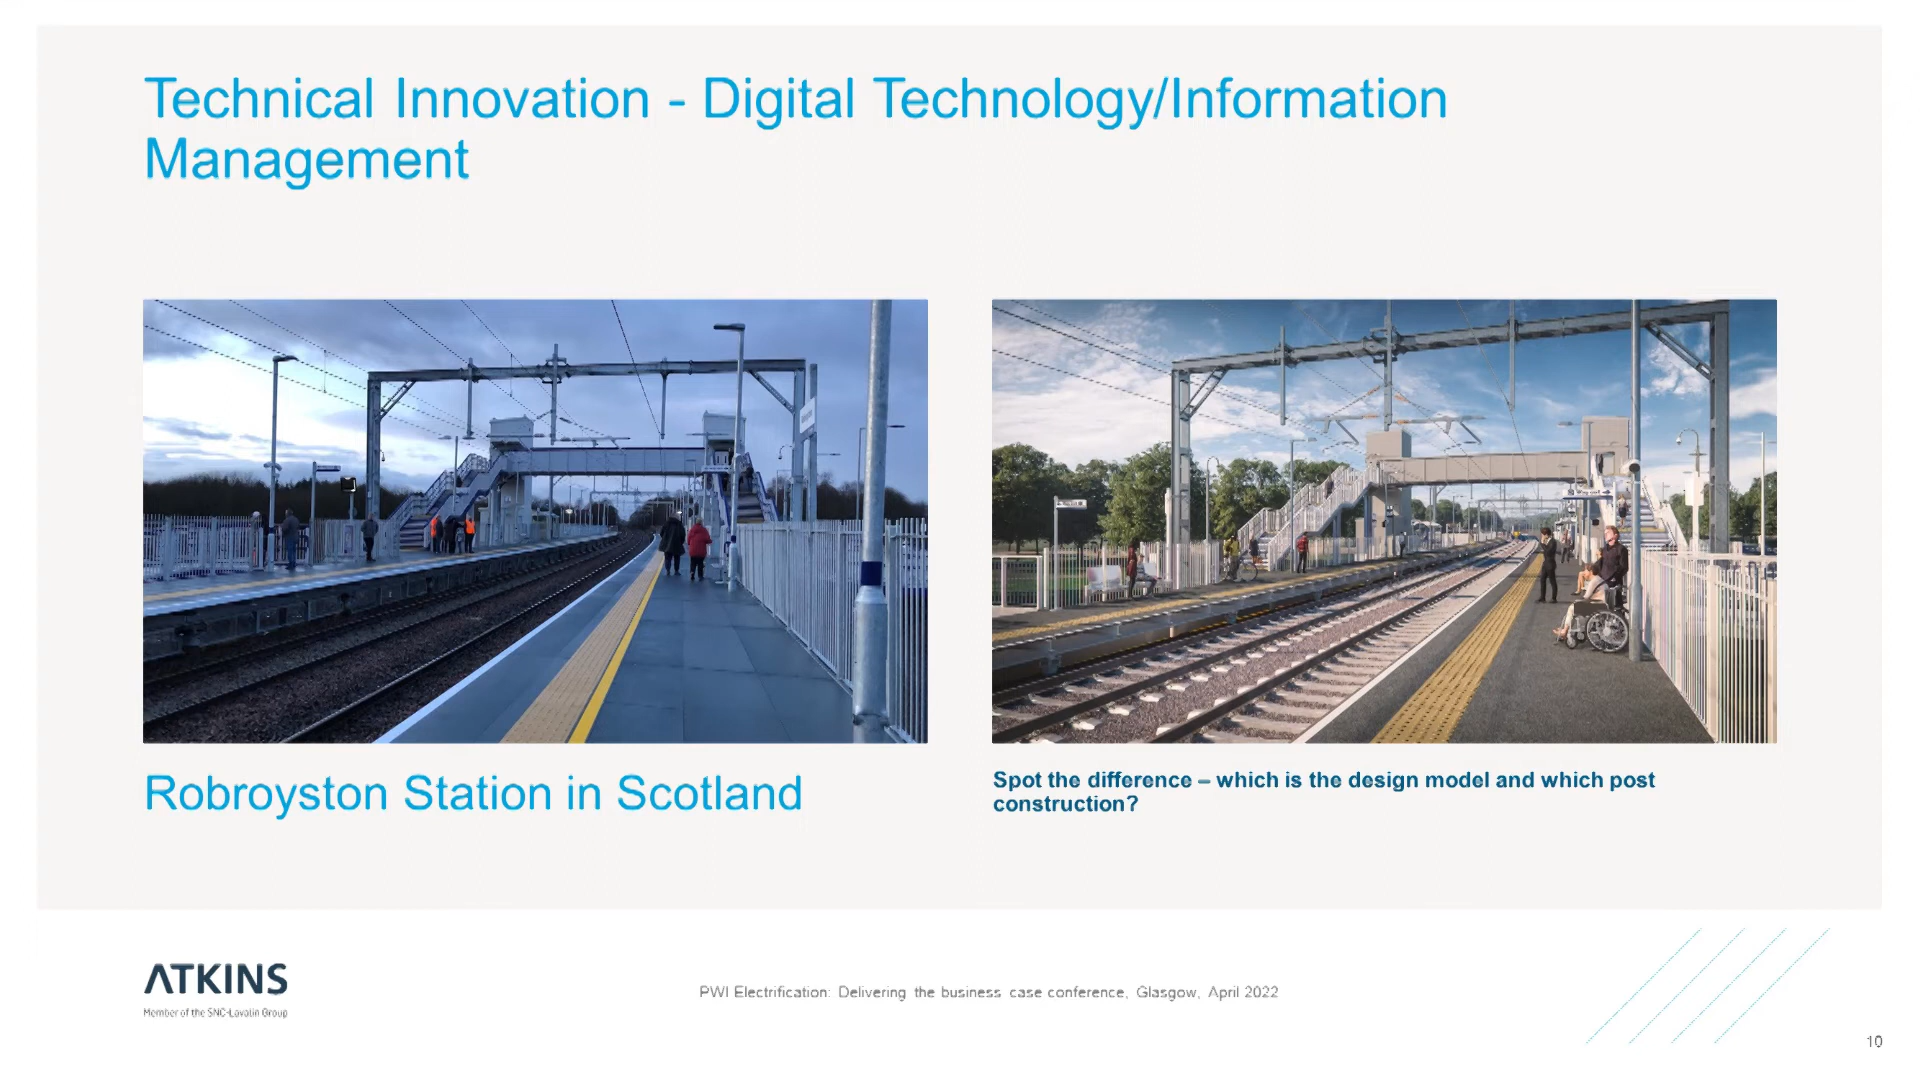 Technical Innovation - Digital Technology/Information
Management
Robroyston Station in Scotland
Spot the difference – which is the design model and which post
construction?
ATKINS
Member of the SNC-Lavalin Group
PWI Electrification: Delivering the business case conference, Glasgow, April 2022
10